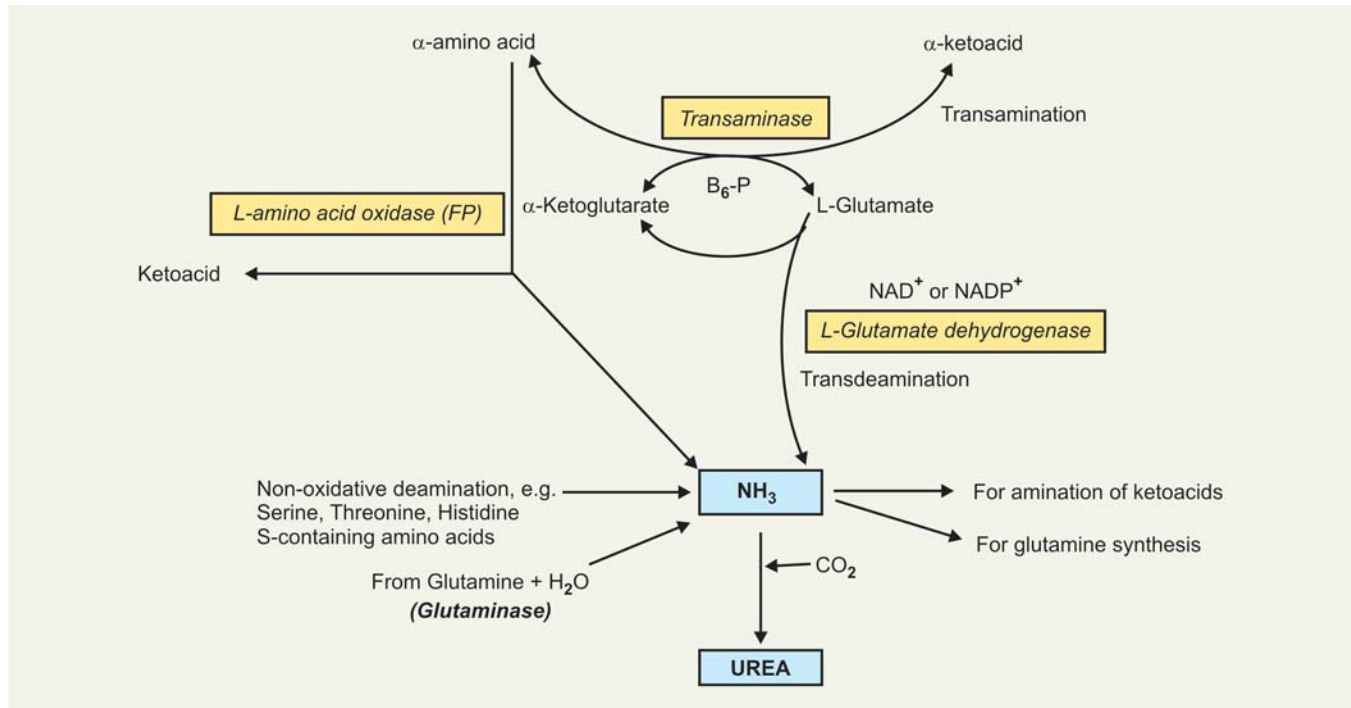 α-amino acid
α-ketoacid
Transaminase
Transamination
B₆-P
L-amino acid oxidase (FP)
α-Ketoglutarate
L-Glutamate
Ketoacid
NAD⁺ or NADP⁺
L-Glutamate dehydrogenase
Transdeamination
Non-oxidative deamination, e.g.
Serine, Threonine, Histidine
S-containing amino acids
NH₃
For amination of ketoacids
For glutamine synthesis
From Glutamine + H₂O
(Glutaminase)
CO₂
UREA